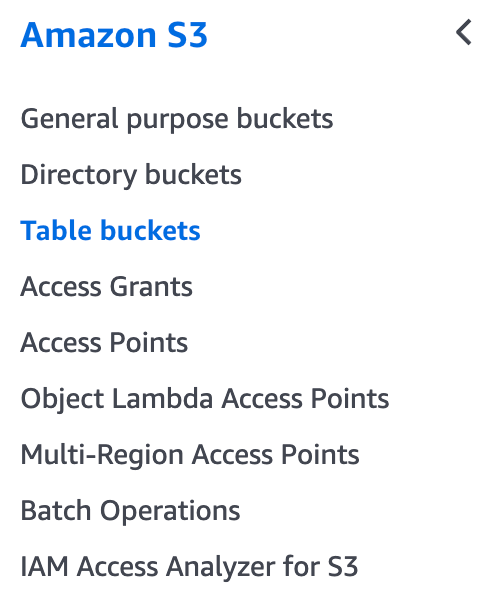 Amazon S3
General purpose buckets
Directory buckets
Table buckets
Access Grants
Access Points
Object Lambda Access Points
Multi-Region Access Points
Batch Operations
IAM Access Analyzer for S3